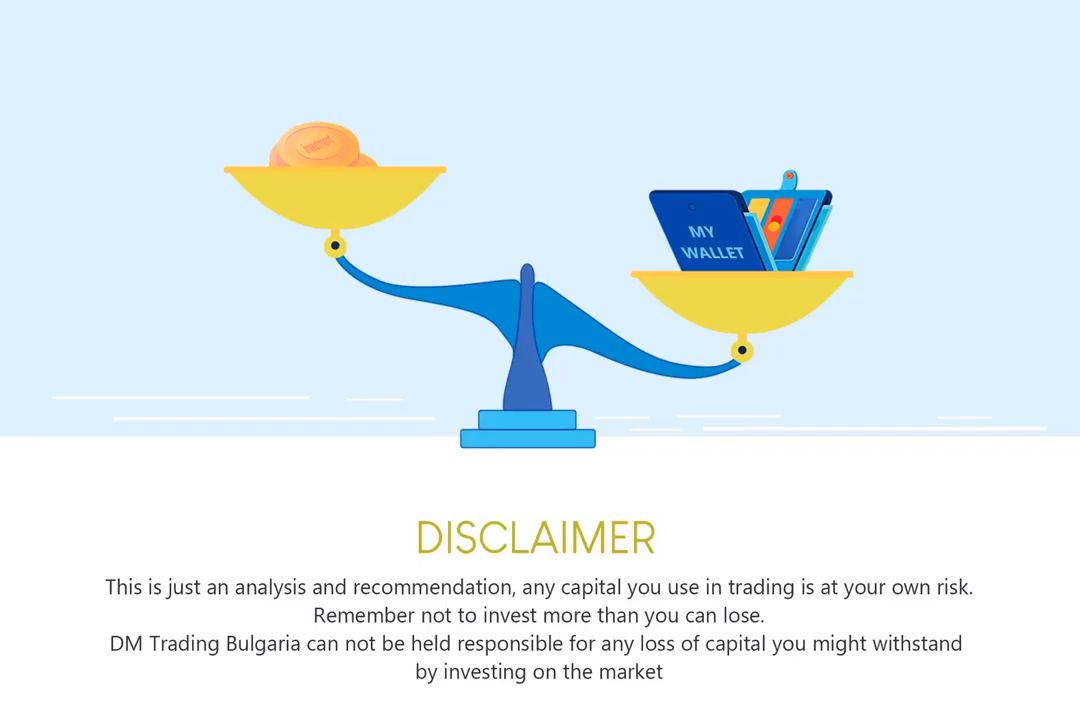 Investment
MY
WALLET
DISCLAIMER
This is just an analysis and recommendation, any capital you use in trading is at your own risk.
Remember not to invest more than you can lose.
DM Trading Bulgaria can not be held responsible for any loss of capital you might withstand
by investing on the market